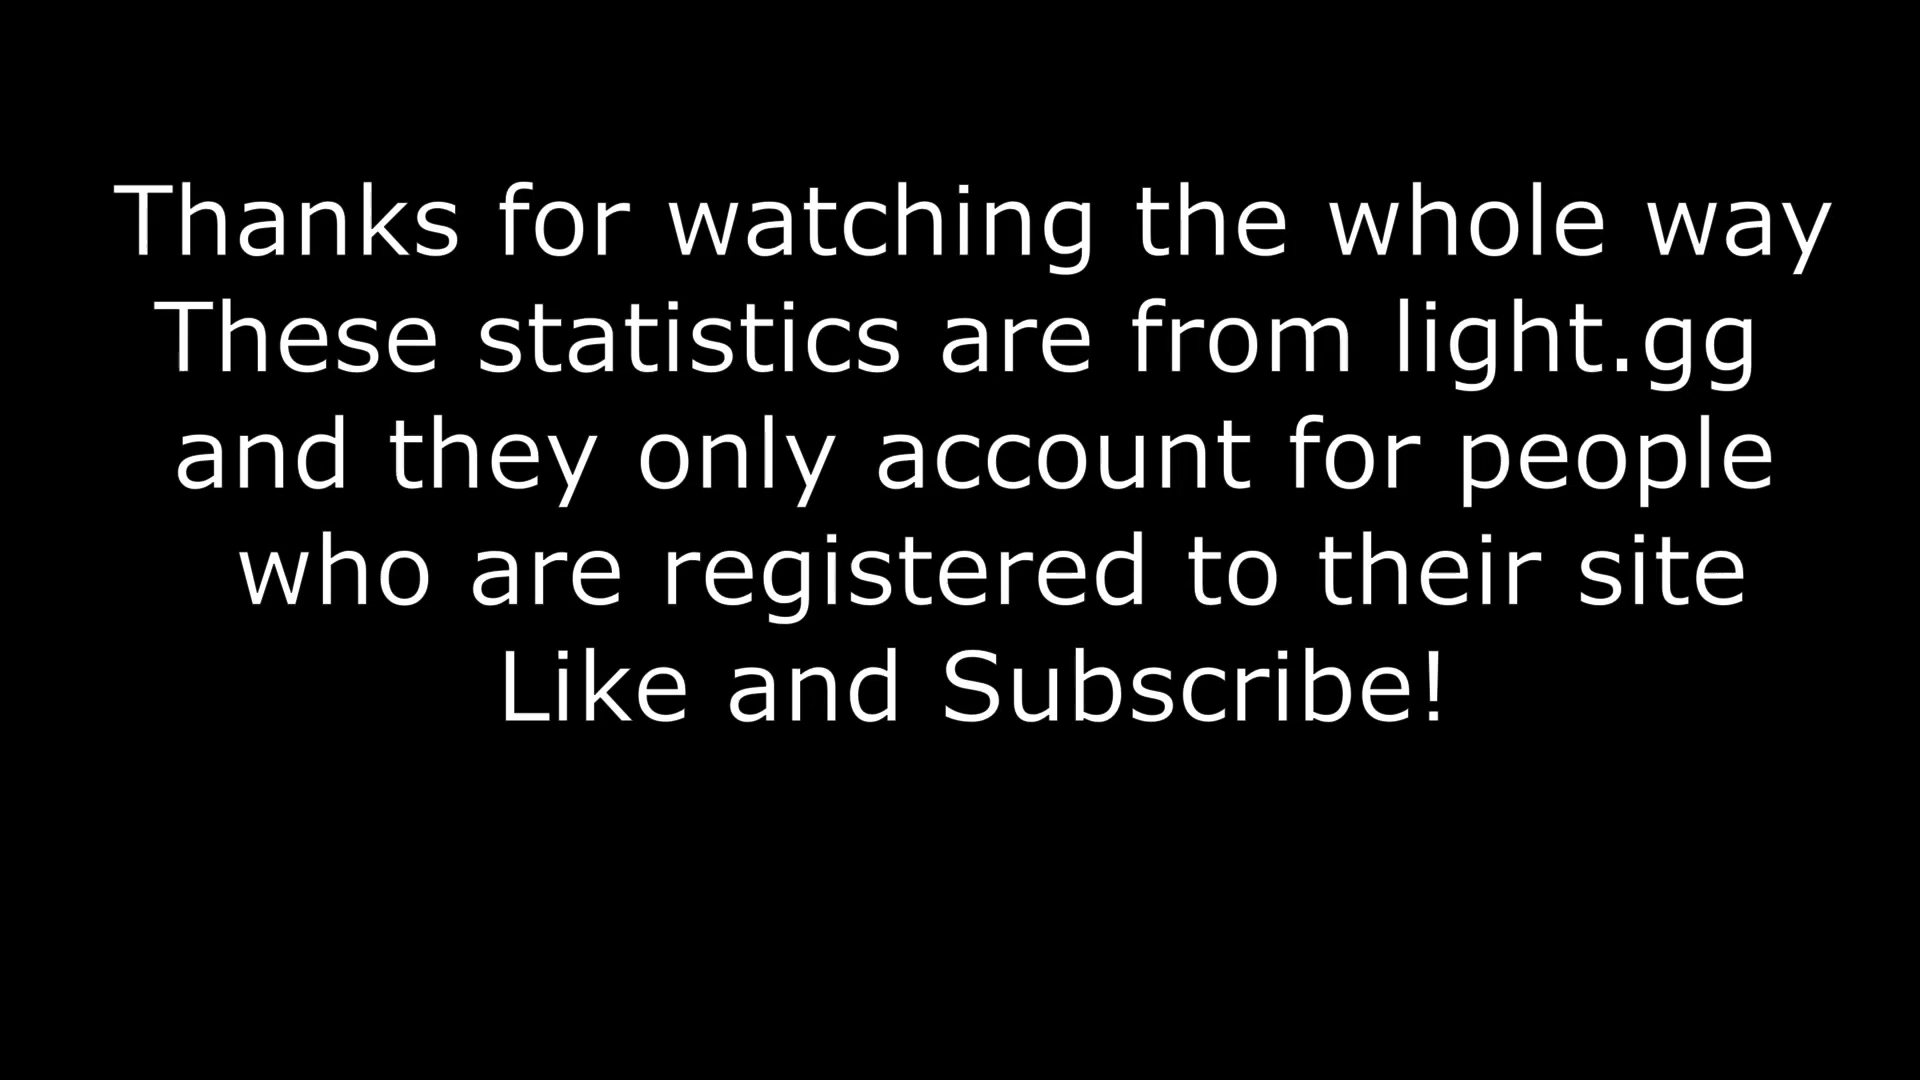 Thanks for watching the whole way
These statistics are from light.gg
and they only account for people
who are registered to their site
Like and Subscribe!